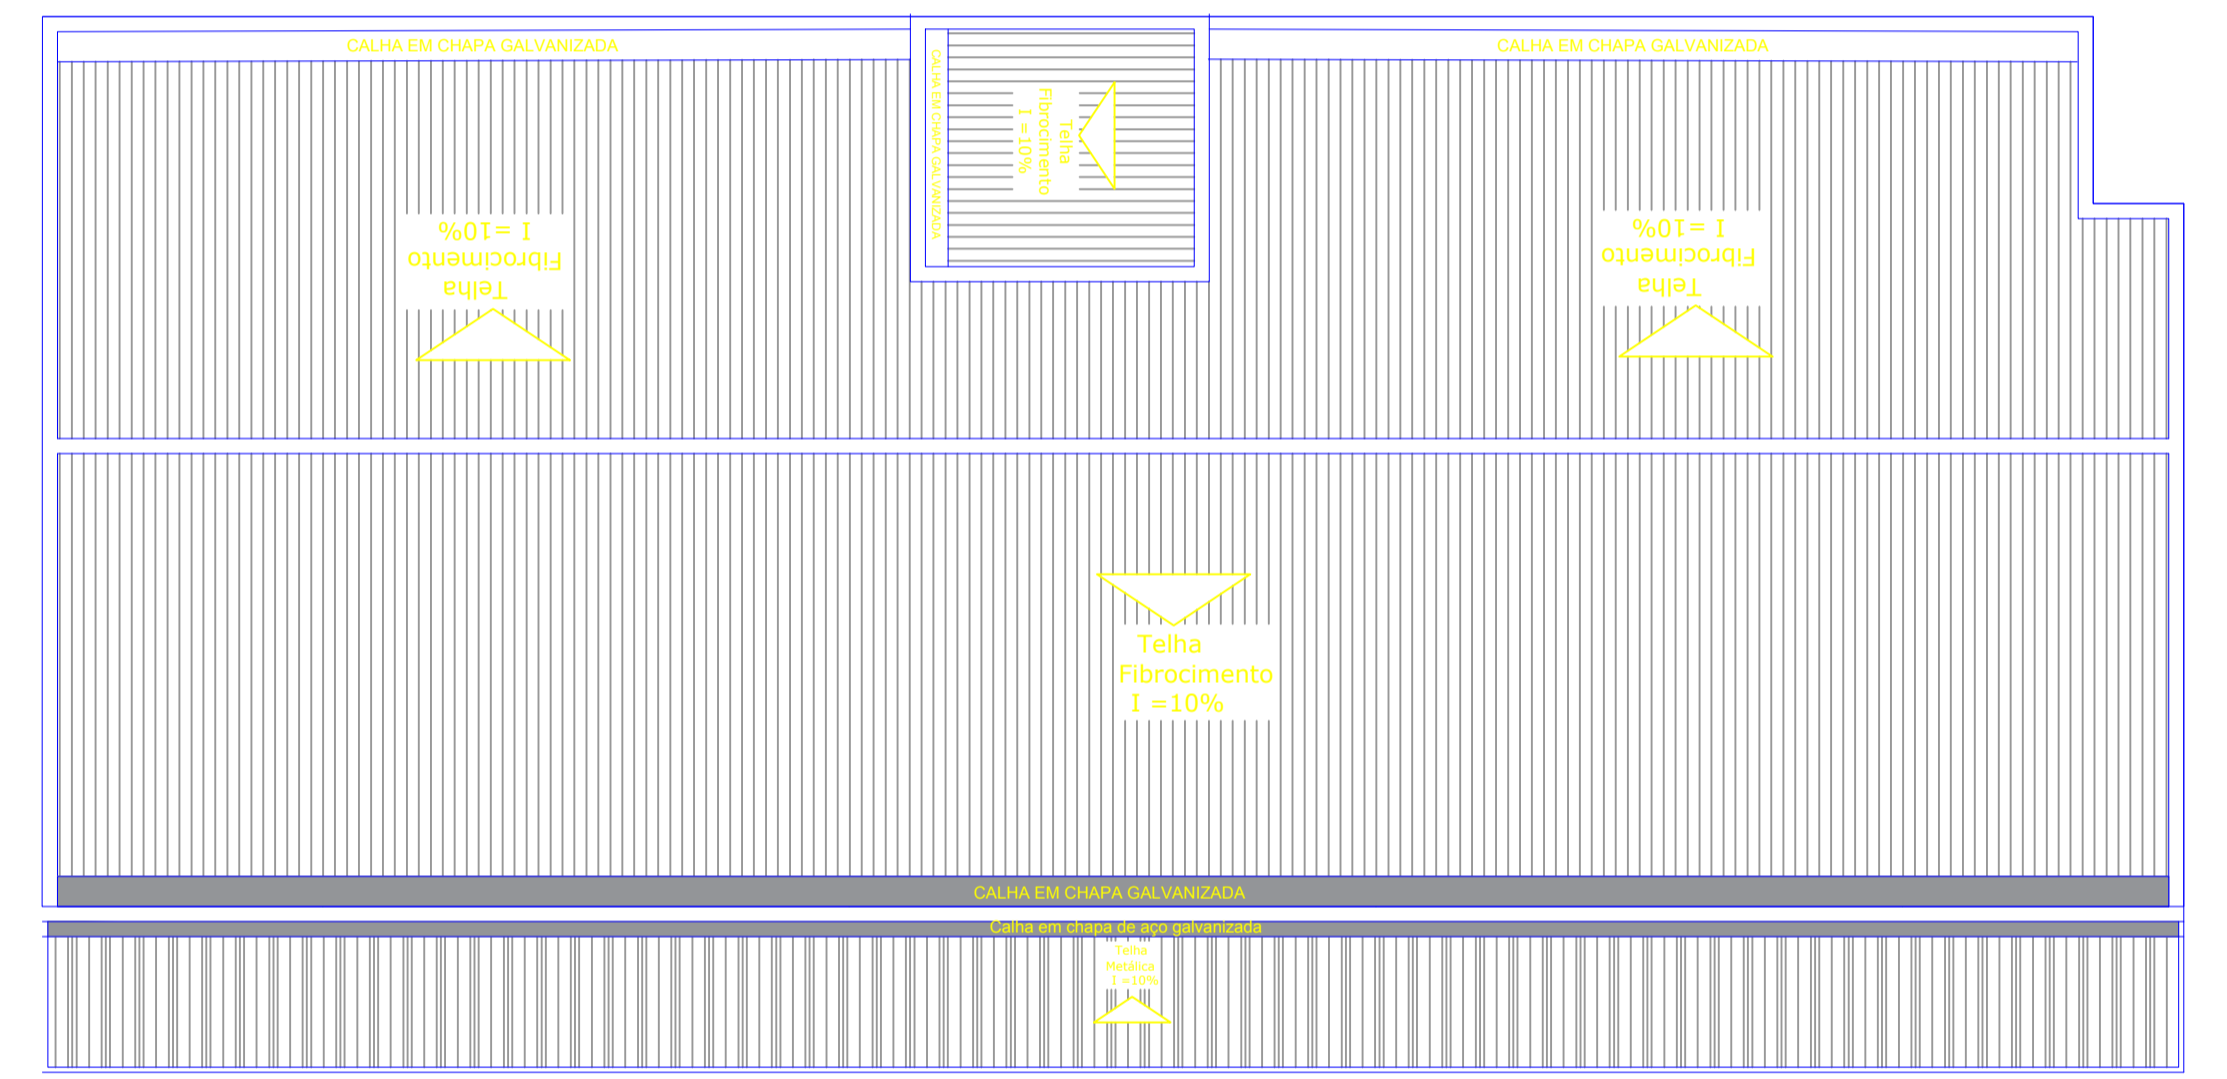 CALHA EM CHAPA GALVANIZADA
CALHA EM CHAPA GALVANIZADA
CALHA EM CHAPA GALVANIZADA
Telha
Fibrocimento
I =10%
Telha
Fibrocimento
I =10%
Telha
Fibrocimento
I =10%
Telha
Fibrocimento
I =10%
CALHA EM CHAPA GALVANIZADA
Calha em chapa de aço galvanizada
Telha
Metálica
I =10%